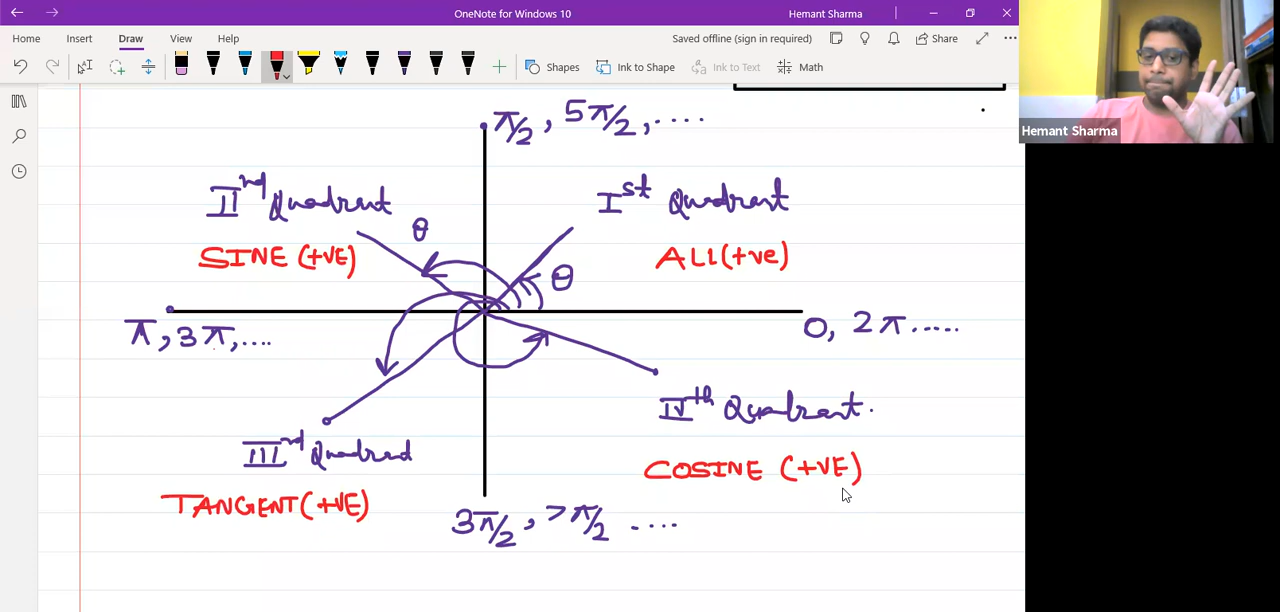 OneNote for Windows 10
Hemant Sharma
Home Insert Draw View Help
Saved offline (sign in required)
Share
Shapes
Ink to Shape
Ink to Text
Math
Hemant Sharma
π/2, 5π/2, ....
IInd Quadrant
Ist Quadrant
θ
SINE (+VE)
ALL (+ve)
θ
π, 3π, ....
0, 2π .....
IVth Quadrant.
IIIrd Quadrad
COSINE (+VE)
TANGENT (+VE)
3π/2, 7π/2 ....